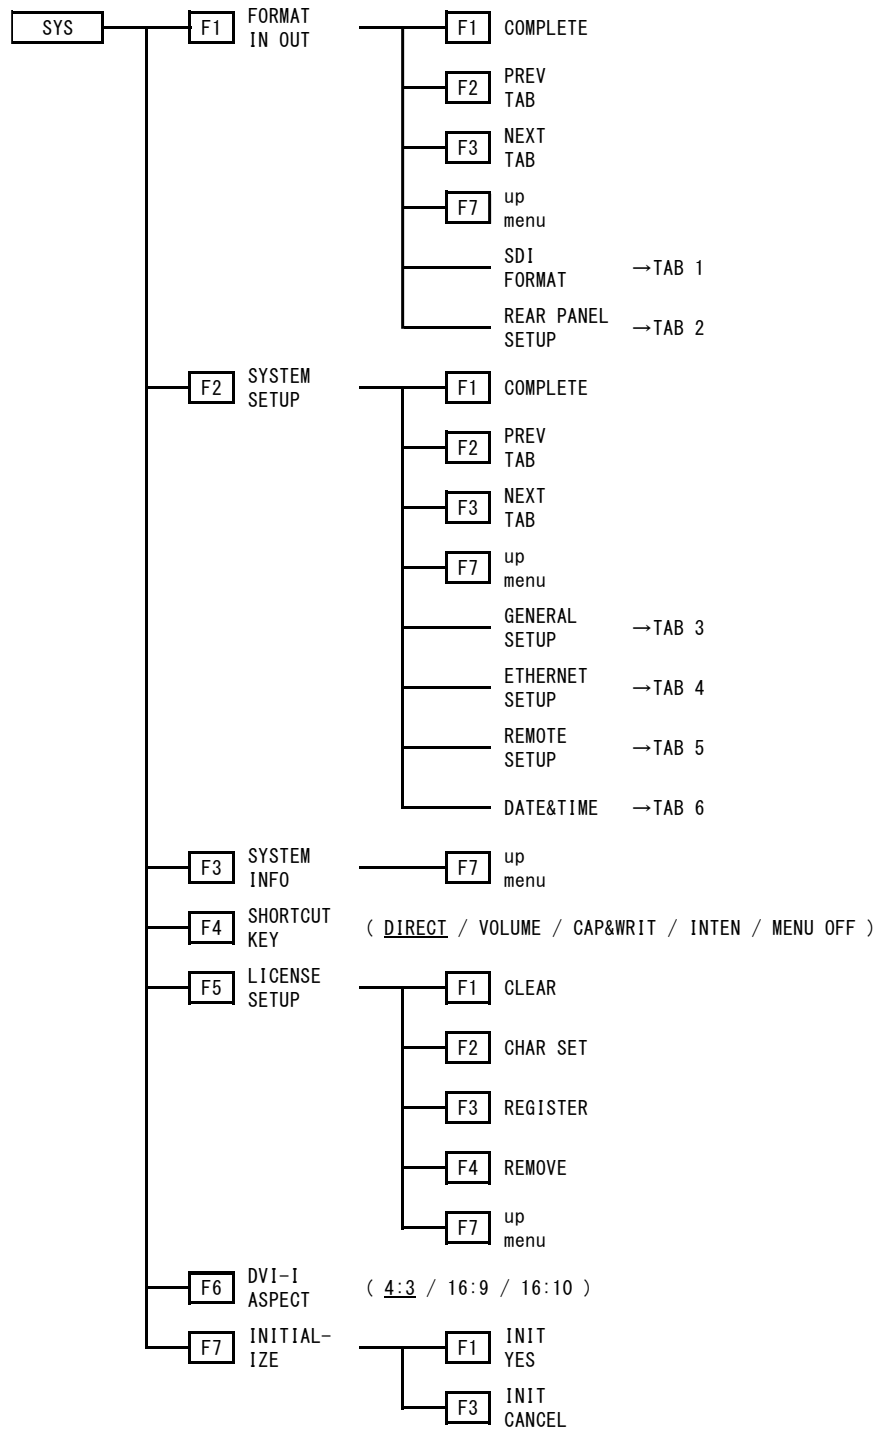 SYS
F1 FORMAT
IN OUT
F1 COMPLETE
F2 PREV
TAB
F3 NEXT
TAB
F7 up
menu
SDI
FORMAT →TAB 1
REAR PANEL
SETUP →TAB 2
F2 SYSTEM
SETUP
F1 COMPLETE
F2 PREV
TAB
F3 NEXT
TAB
F7 up
menu
GENERAL
SETUP →TAB 3
ETHERNET
SETUP →TAB 4
REMOTE
SETUP →TAB 5
DATE&TIME →TAB 6
F3 SYSTEM
INFO
F7 up
menu
F4 SHORTCUT
KEY
( DIRECT / VOLUME / CAP&WRIT / INTEN / MENU OFF )
F5 LICENSE
SETUP
F1 CLEAR
F2 CHAR SET
F3 REGISTER
F4 REMOVE
F7 up
menu
F6 DVI-I
ASPECT
( 4:3 / 16:9 / 16:10 )
F7 INITIAL-
IZE
F1 INIT
YES
F3 INIT
CANCEL